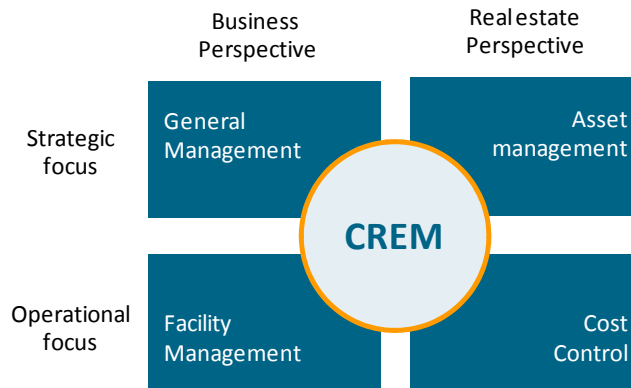 Business
Perspective
Real estate
Perspective
Strategic
focus
General
Management
Asset
management
CREM
Operational
focus
Facility
Management
Cost
Control